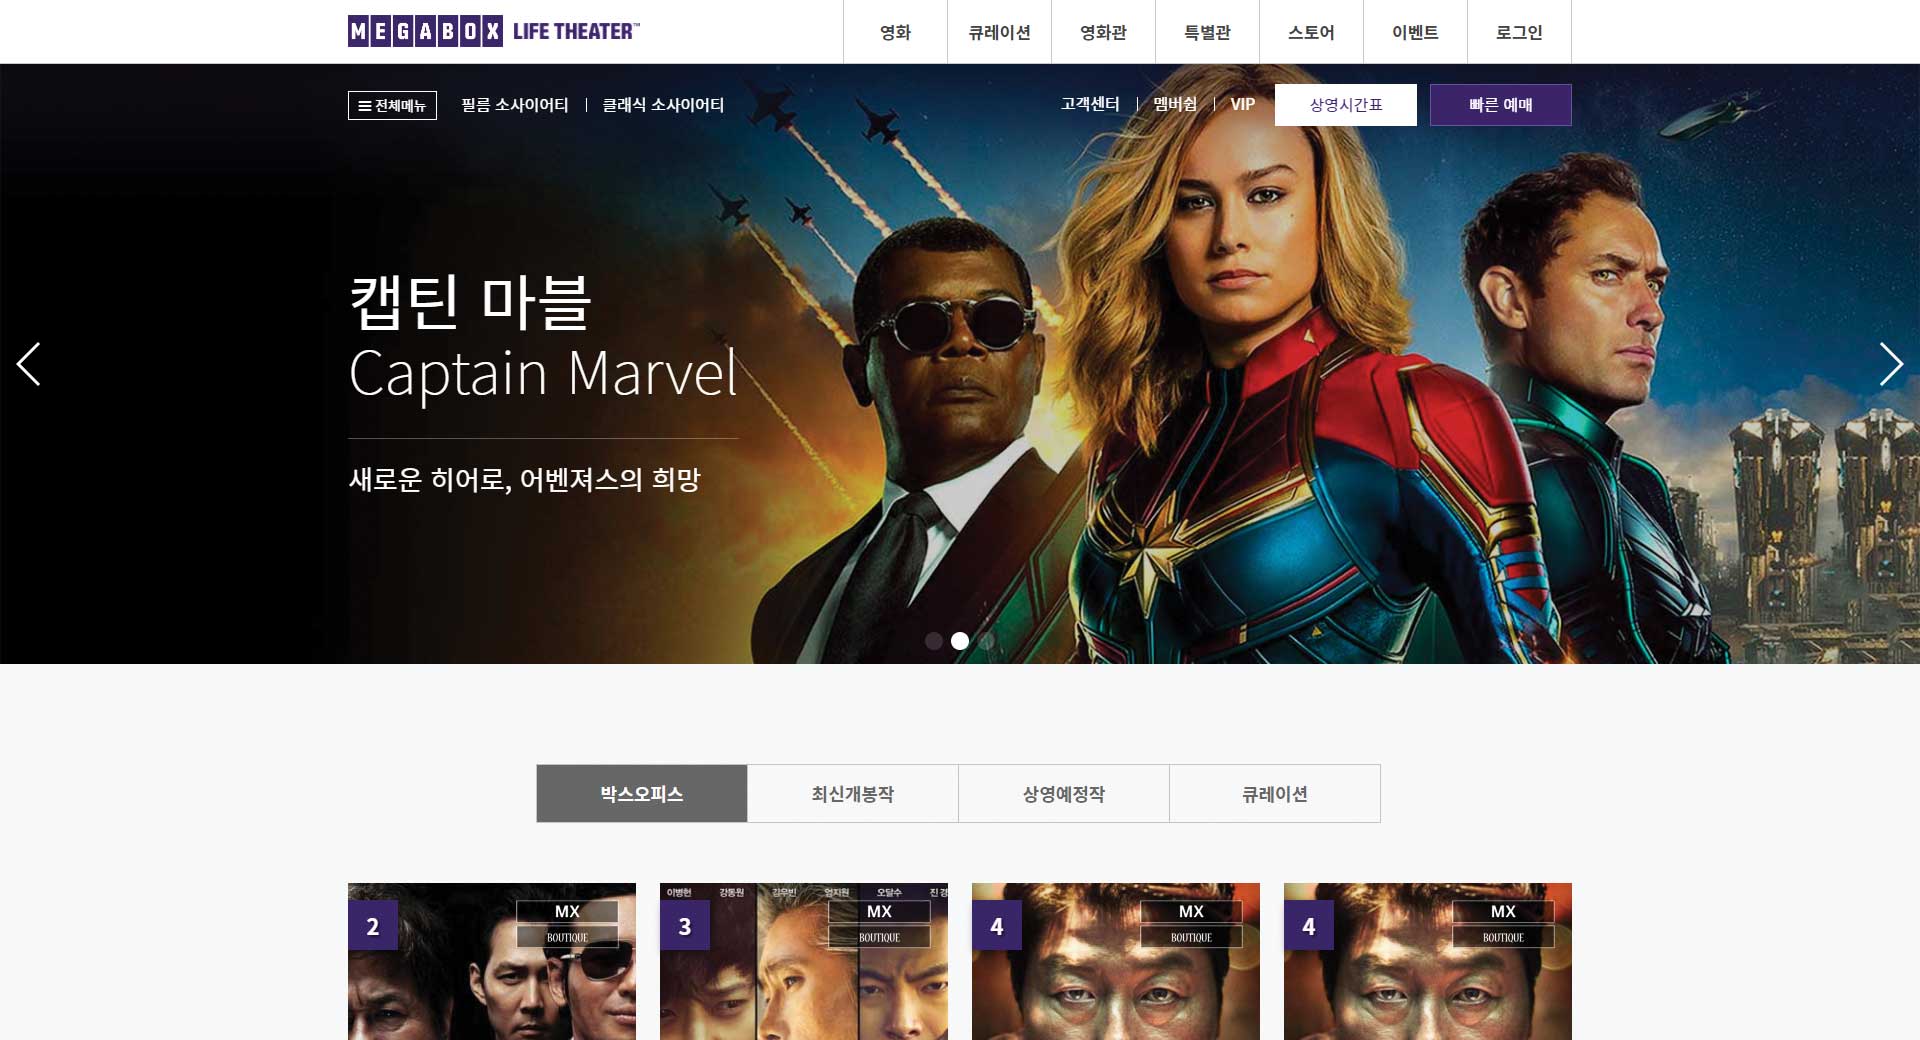 MEGABOX LIFE THEATER™
영화
큐레이션
영화관
특별관
스토어
이벤트
로그인
전체메뉴
필름 소사이어티
클래식 소사이어티
고객센터
멤버쉽
VIP
상영시간표
빠른 예매
캡틴 마블
Captain Marvel
새로운 히어로, 어벤져스의 희망
박스오피스
최신개봉작
상영예정작
큐레이션
2
MX
BOUTIQUE
이병헌 강동원 김우빈 엄지원 오달수 진경
3
MX
BOUTIQUE
4
MX
BOUTIQUE
4
MX
BOUTIQUE